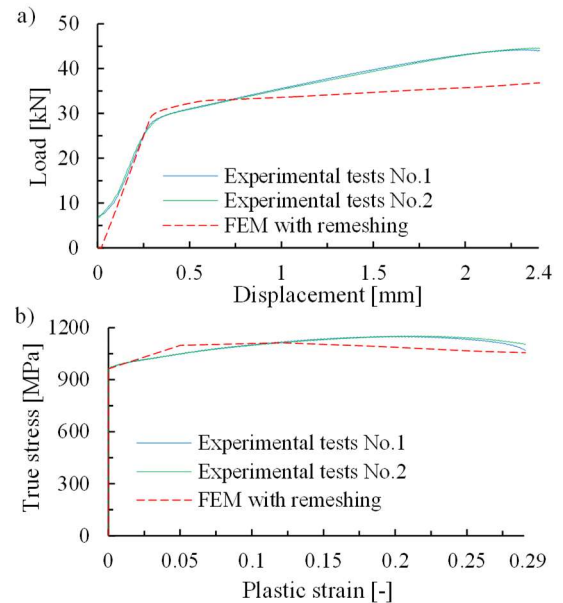 a)
Load [kN]
50
40
30
20
10
0
Experimental tests No.1
Experimental tests No.2
FEM with remeshing
0
0.5
1
1.5
2
2.4
Displacement [mm]
b)
True stress [MPa]
1200
900
600
300
0
Experimental tests No.1
Experimental tests No.2
FEM with remeshing
0
0.05
0.1
0.15
0.2
0.25
0.29
Plastic strain [-]